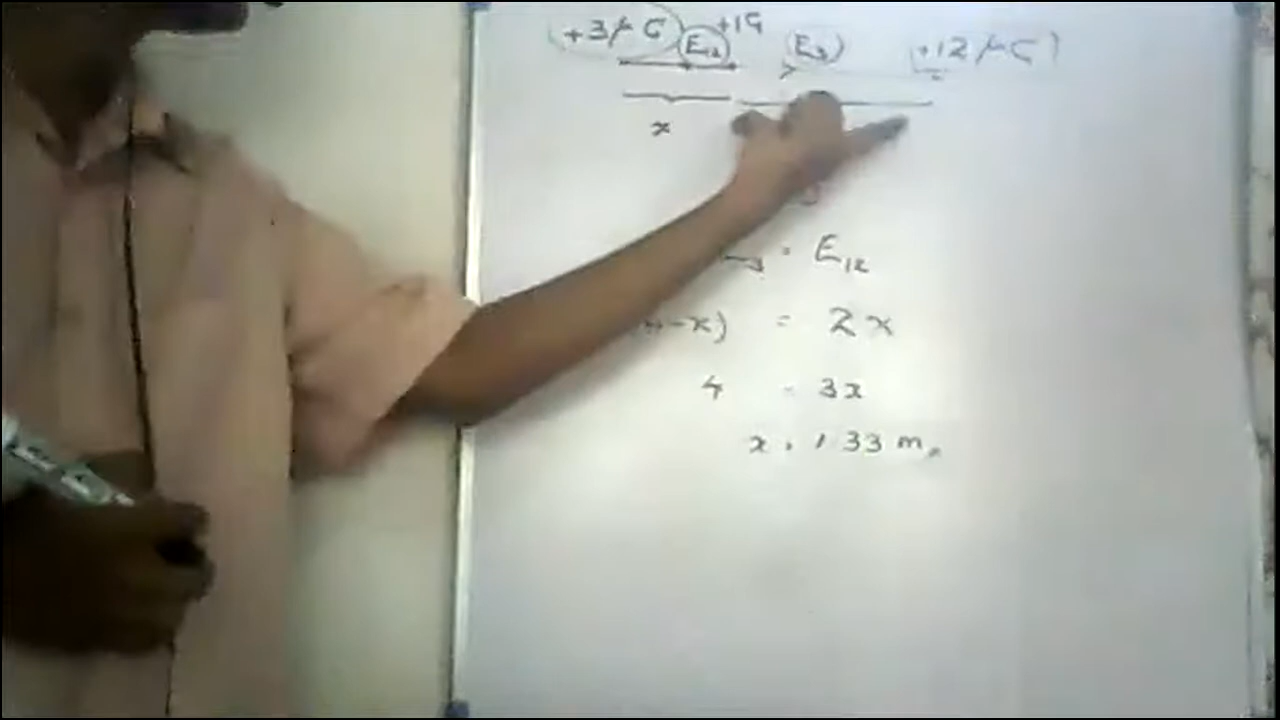 +3μC E₁₂ +1C E₃ +12μC
x
= E₁₂
-x) = 2x
4 = 3x
x = 1.33 m